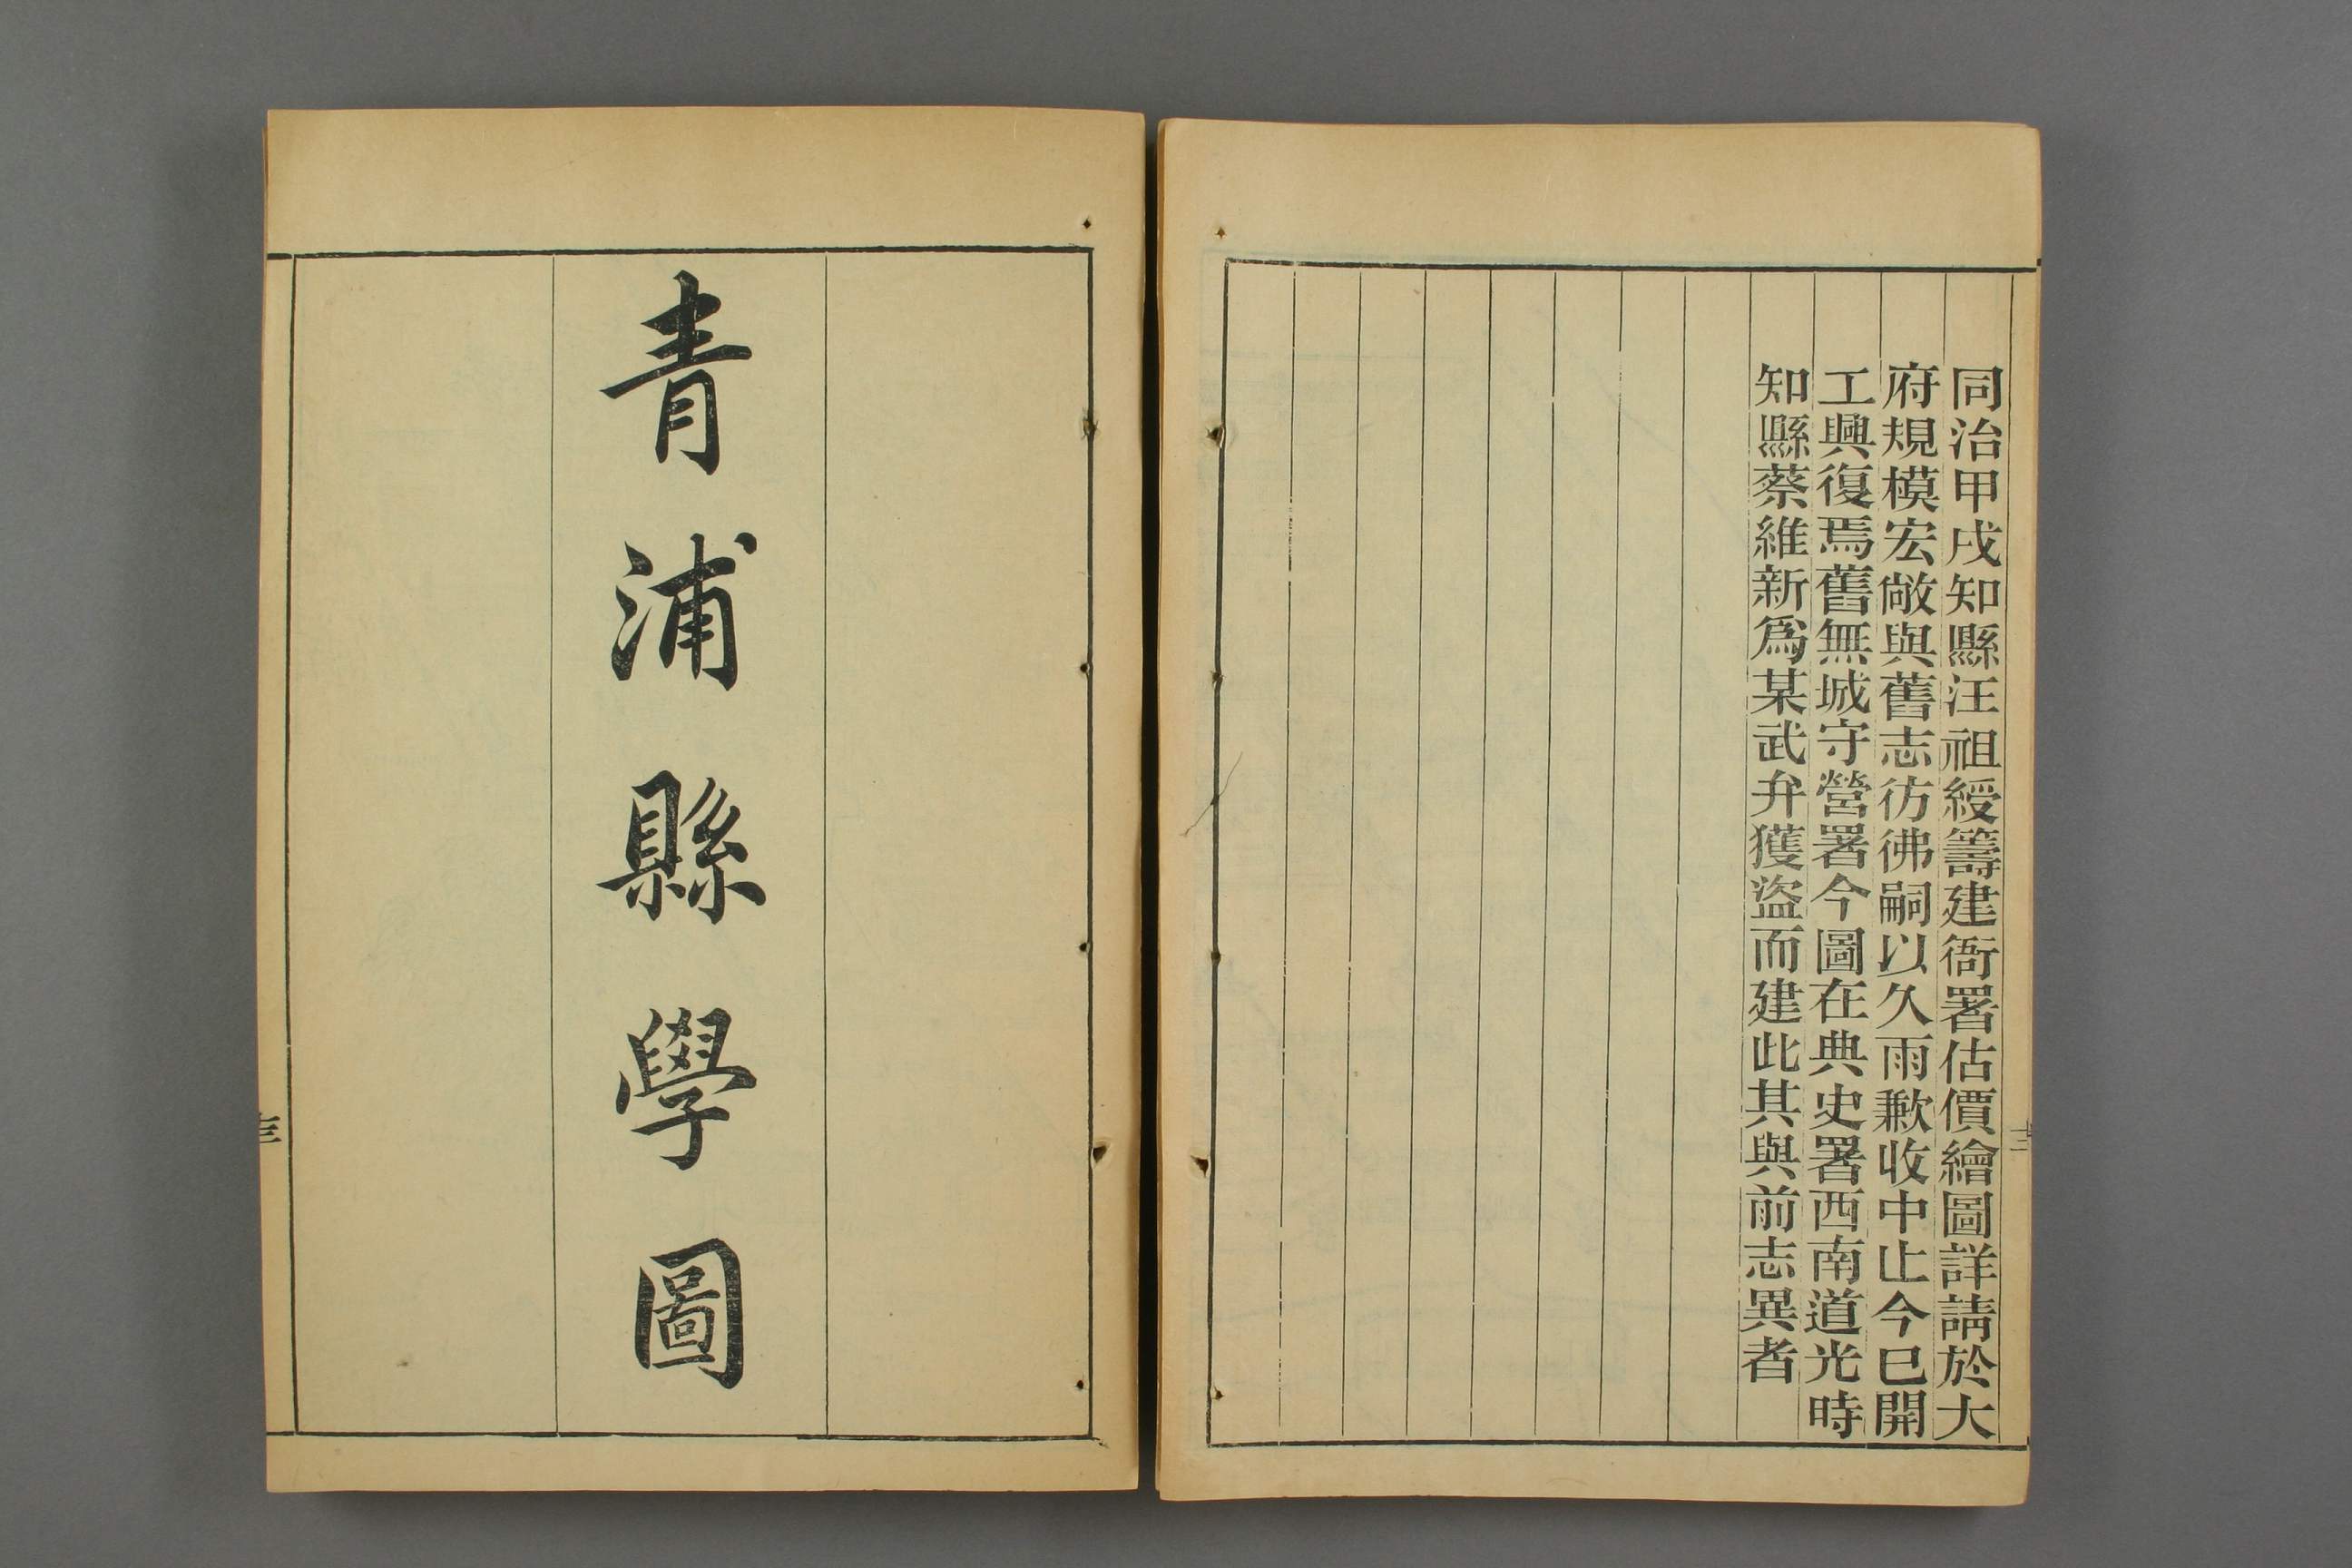 同治甲戌知縣汪祖綬籌建衙署估價繪圖詳請於大
府規模宏敞與舊志彷彿嗣以久雨歉收中止今已開
工興復焉舊無城守營署今圖在典史署西南道光時
知縣蔡維新爲某武弁獲盜而建此其與前志異者
青浦縣學圖